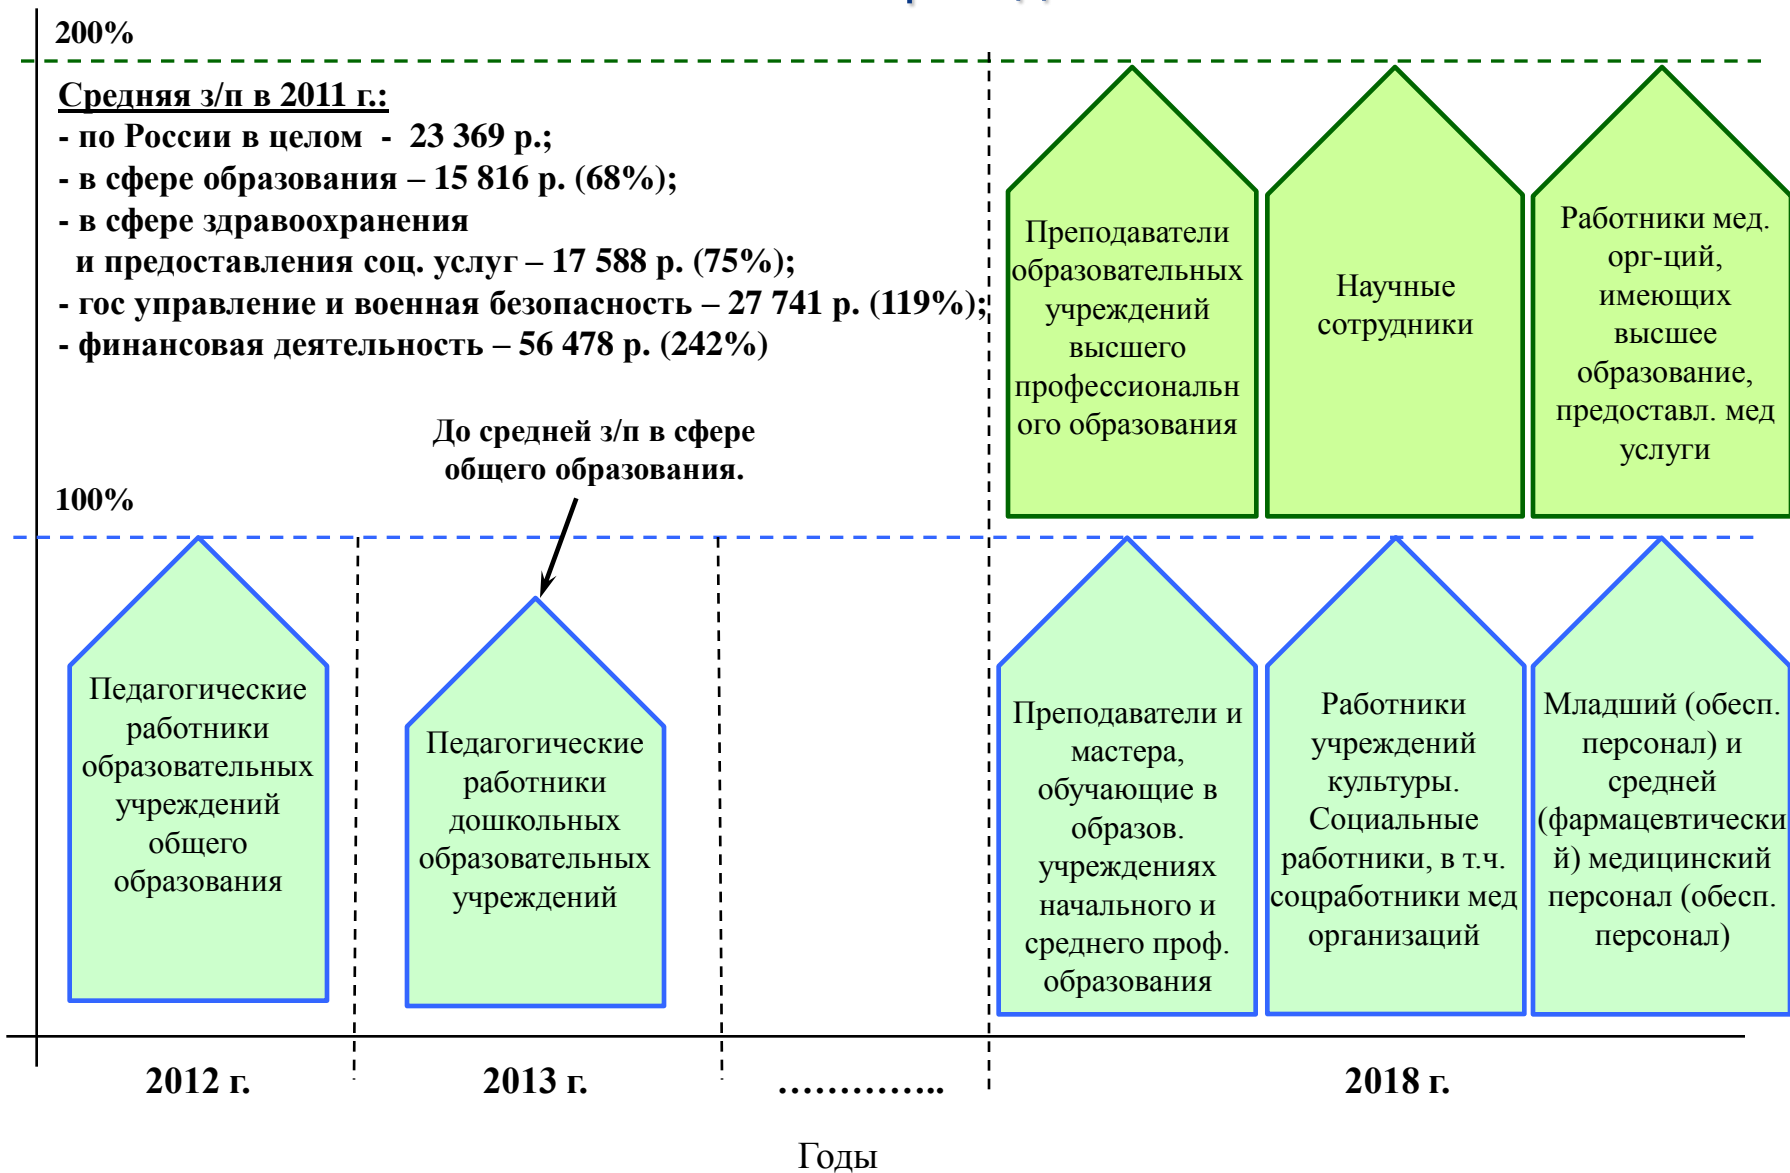 200%
Средняя з/п в 2011 г.:
- по России в целом - 23 369 р.;
- в сфере образования – 15 816 р. (68%);
- в сфере здравоохранения
и предоставления соц. услуг – 17 588 р. (75%);
- гос управление и военная безопасность – 27 741 р. (119%);
- финансовая деятельность – 56 478 р. (242%)
Преподаватели
образовательных
учреждений
высшего
профессиональн
ого образования
Научные
сотрудники
Работники мед.
орг-ций,
имеющих
высшее
образование,
предоставл. мед
услуги
До средней з/п в сфере
общего образования.
100%
Педагогические
работники
образовательных
учреждений
общего
образования
Педагогические
работники
дошкольных
образовательных
учреждений
Преподаватели и
мастера,
обучающие в
образов.
учреждениях
начального и
среднего проф.
образования
Работники
учреждений
культуры.
Социальные
работники, в т.ч.
соцработники мед
организаций
Младший (обесп.
персонал) и
средней
(фармацевтически
й) медицинский
персонал (обесп.
персонал)
2012 г.
2013 г.
…………..
2018 г.
Годы